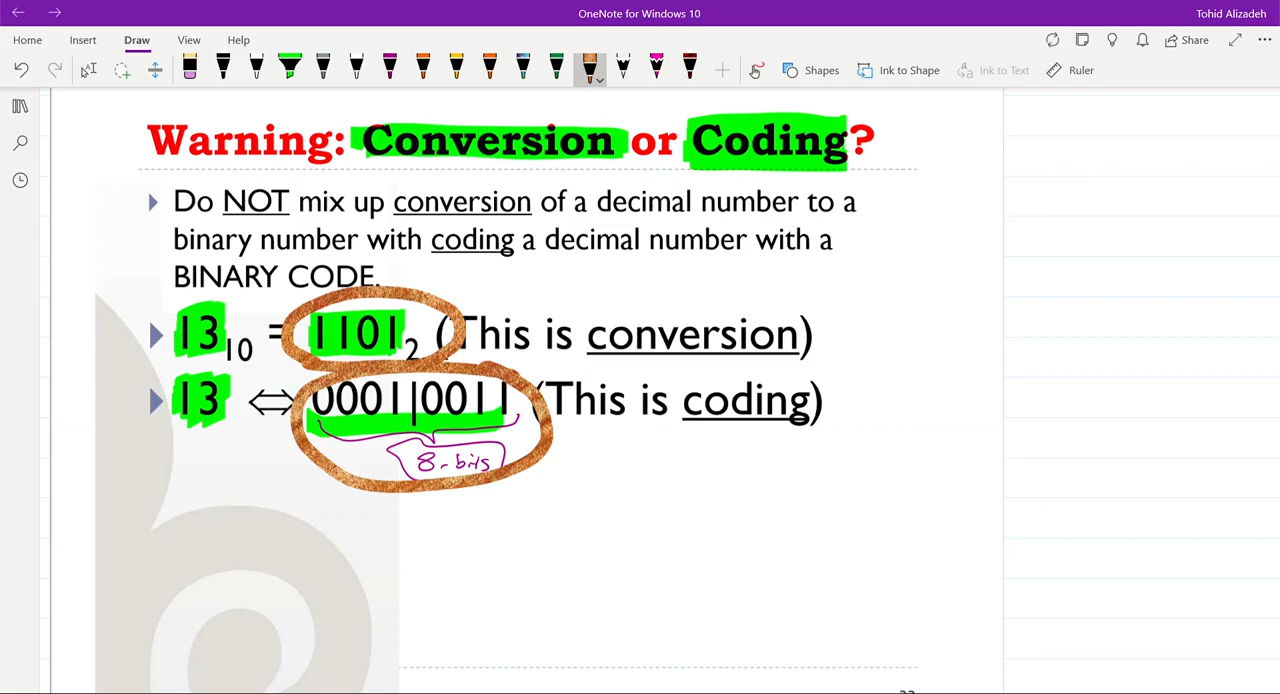 OneNote for Windows 10
Tohid Alizadeh
Home Insert Draw View Help
Share
Shapes Ink to Shape Ink to Text Ruler
Warning: Conversion or Coding?
Do NOT mix up conversion of a decimal number to a
binary number with coding a decimal number with a
BINARY CODE.
13₁₀ = 1101₂ (This is conversion)
13 ⇔ 0001|0011 (This is coding)
8-bits